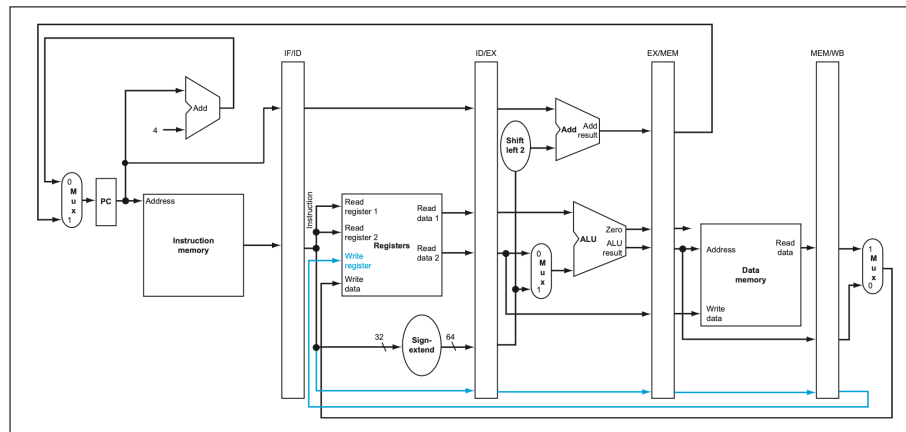 IF/ID
ID/EX
EX/MEM
MEM/WB
Add
4
0
M
u
x
1
PC
Address
Instruction
memory
Instruction
Read
register 1
Read
register 2
Registers
Write
register
Write
data
Read
data 1
Read
data 2
32
Sign-
extend
64
Shift
left 2
Add
Add
result
0
M
u
x
1
ALU
Zero
ALU
result
Address
Read
data
Data
memory
Write
data
1
M
u
x
0